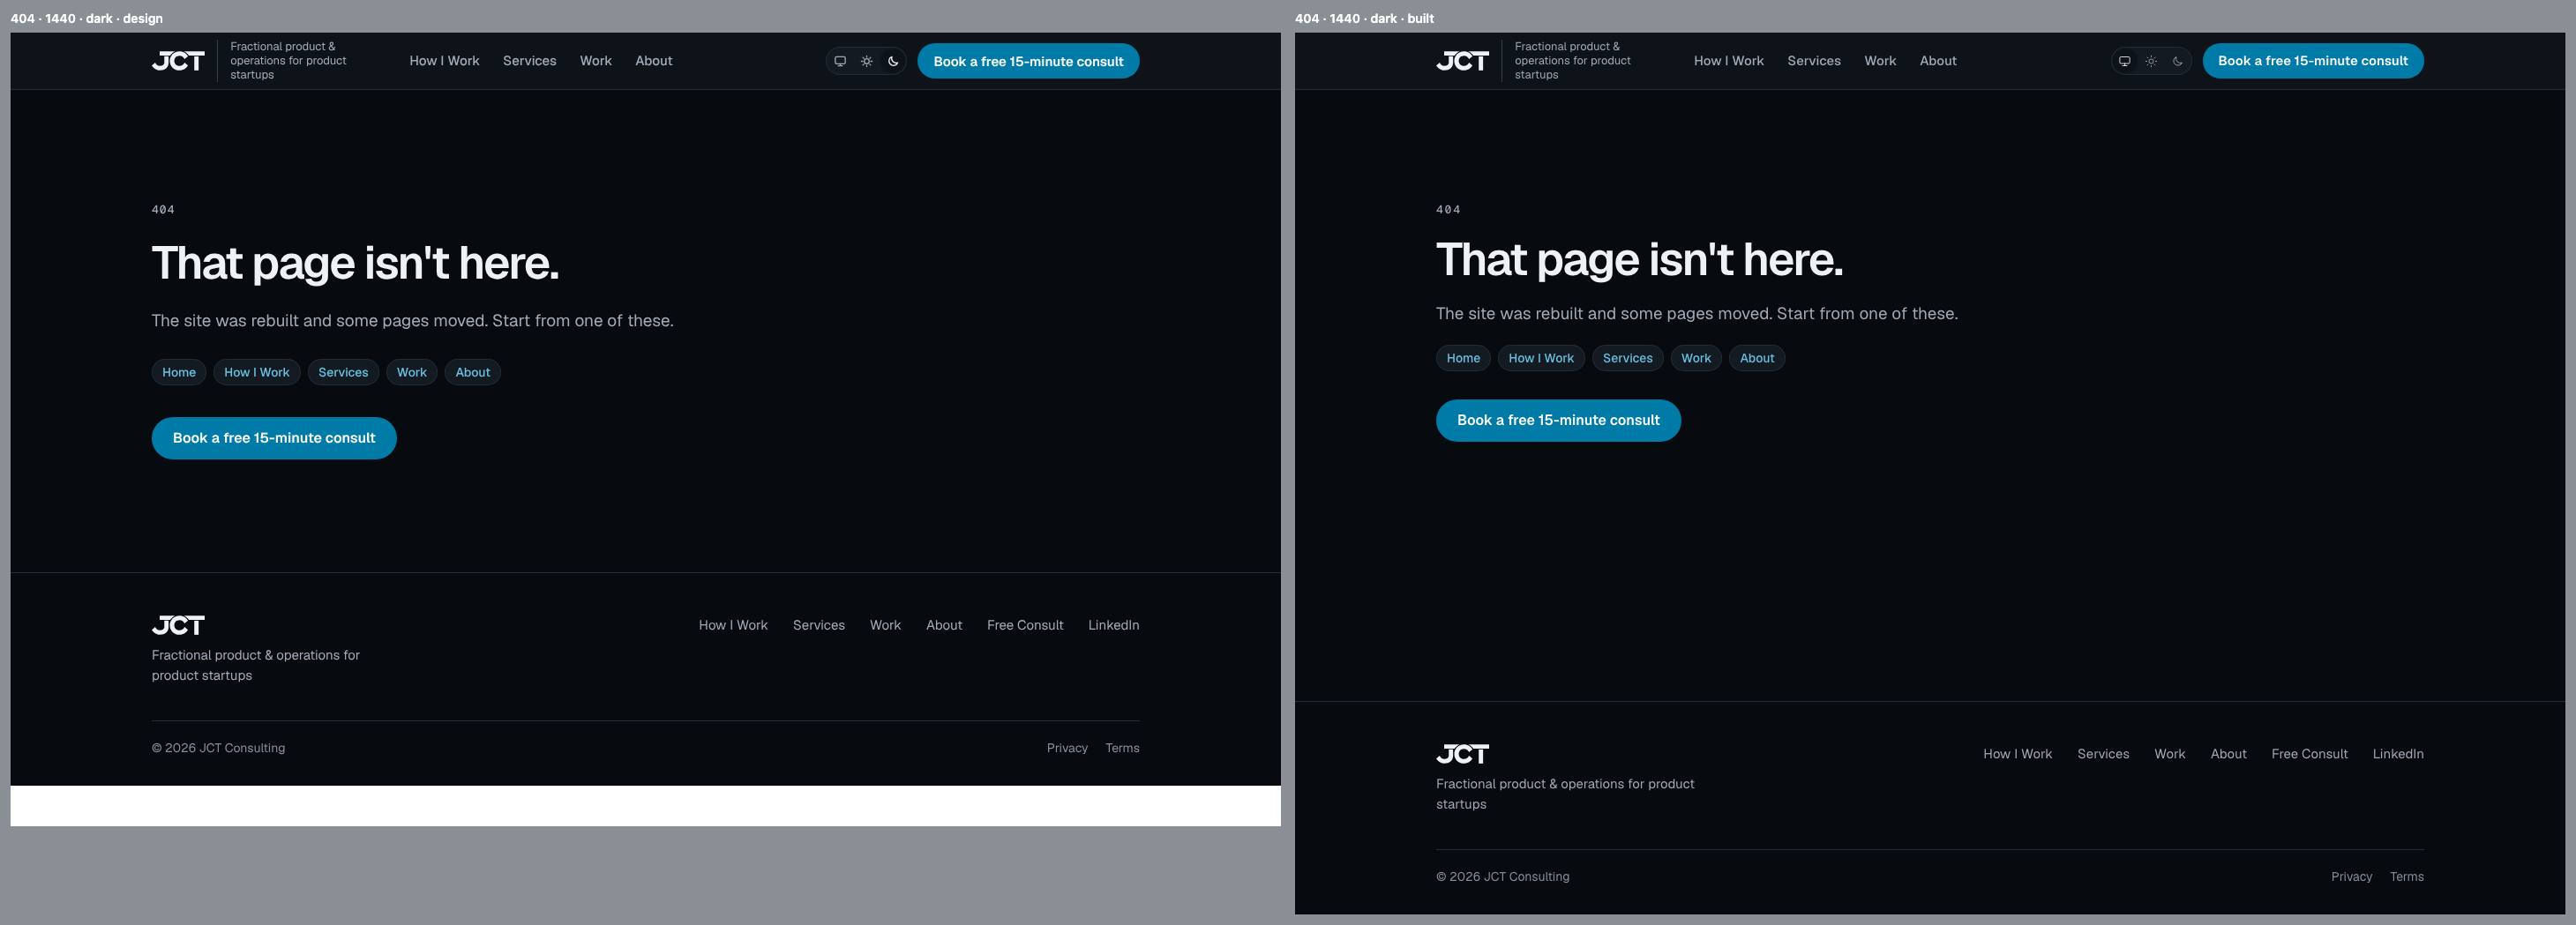 404 · 1440 · dark · design
JCT
Fractional product &
operations for product
startups
How I Work
Services
Work
About
Book a free 15-minute consult
404
That page isn't here.
The site was rebuilt and some pages moved. Start from one of these.
Home
How I Work
Services
Work
About
Book a free 15-minute consult
JCT
Fractional product & operations for
product startups
How I Work
Services
Work
About
Free Consult
LinkedIn
© 2026 JCT Consulting
Privacy
Terms
404 · 1440 · dark · built
JCT
Fractional product &
operations for product
startups
How I Work
Services
Work
About
Book a free 15-minute consult
404
That page isn't here.
The site was rebuilt and some pages moved. Start from one of these.
Home
How I Work
Services
Work
About
Book a free 15-minute consult
JCT
Fractional product & operations for product
startups
How I Work
Services
Work
About
Free Consult
LinkedIn
© 2026 JCT Consulting
Privacy
Terms